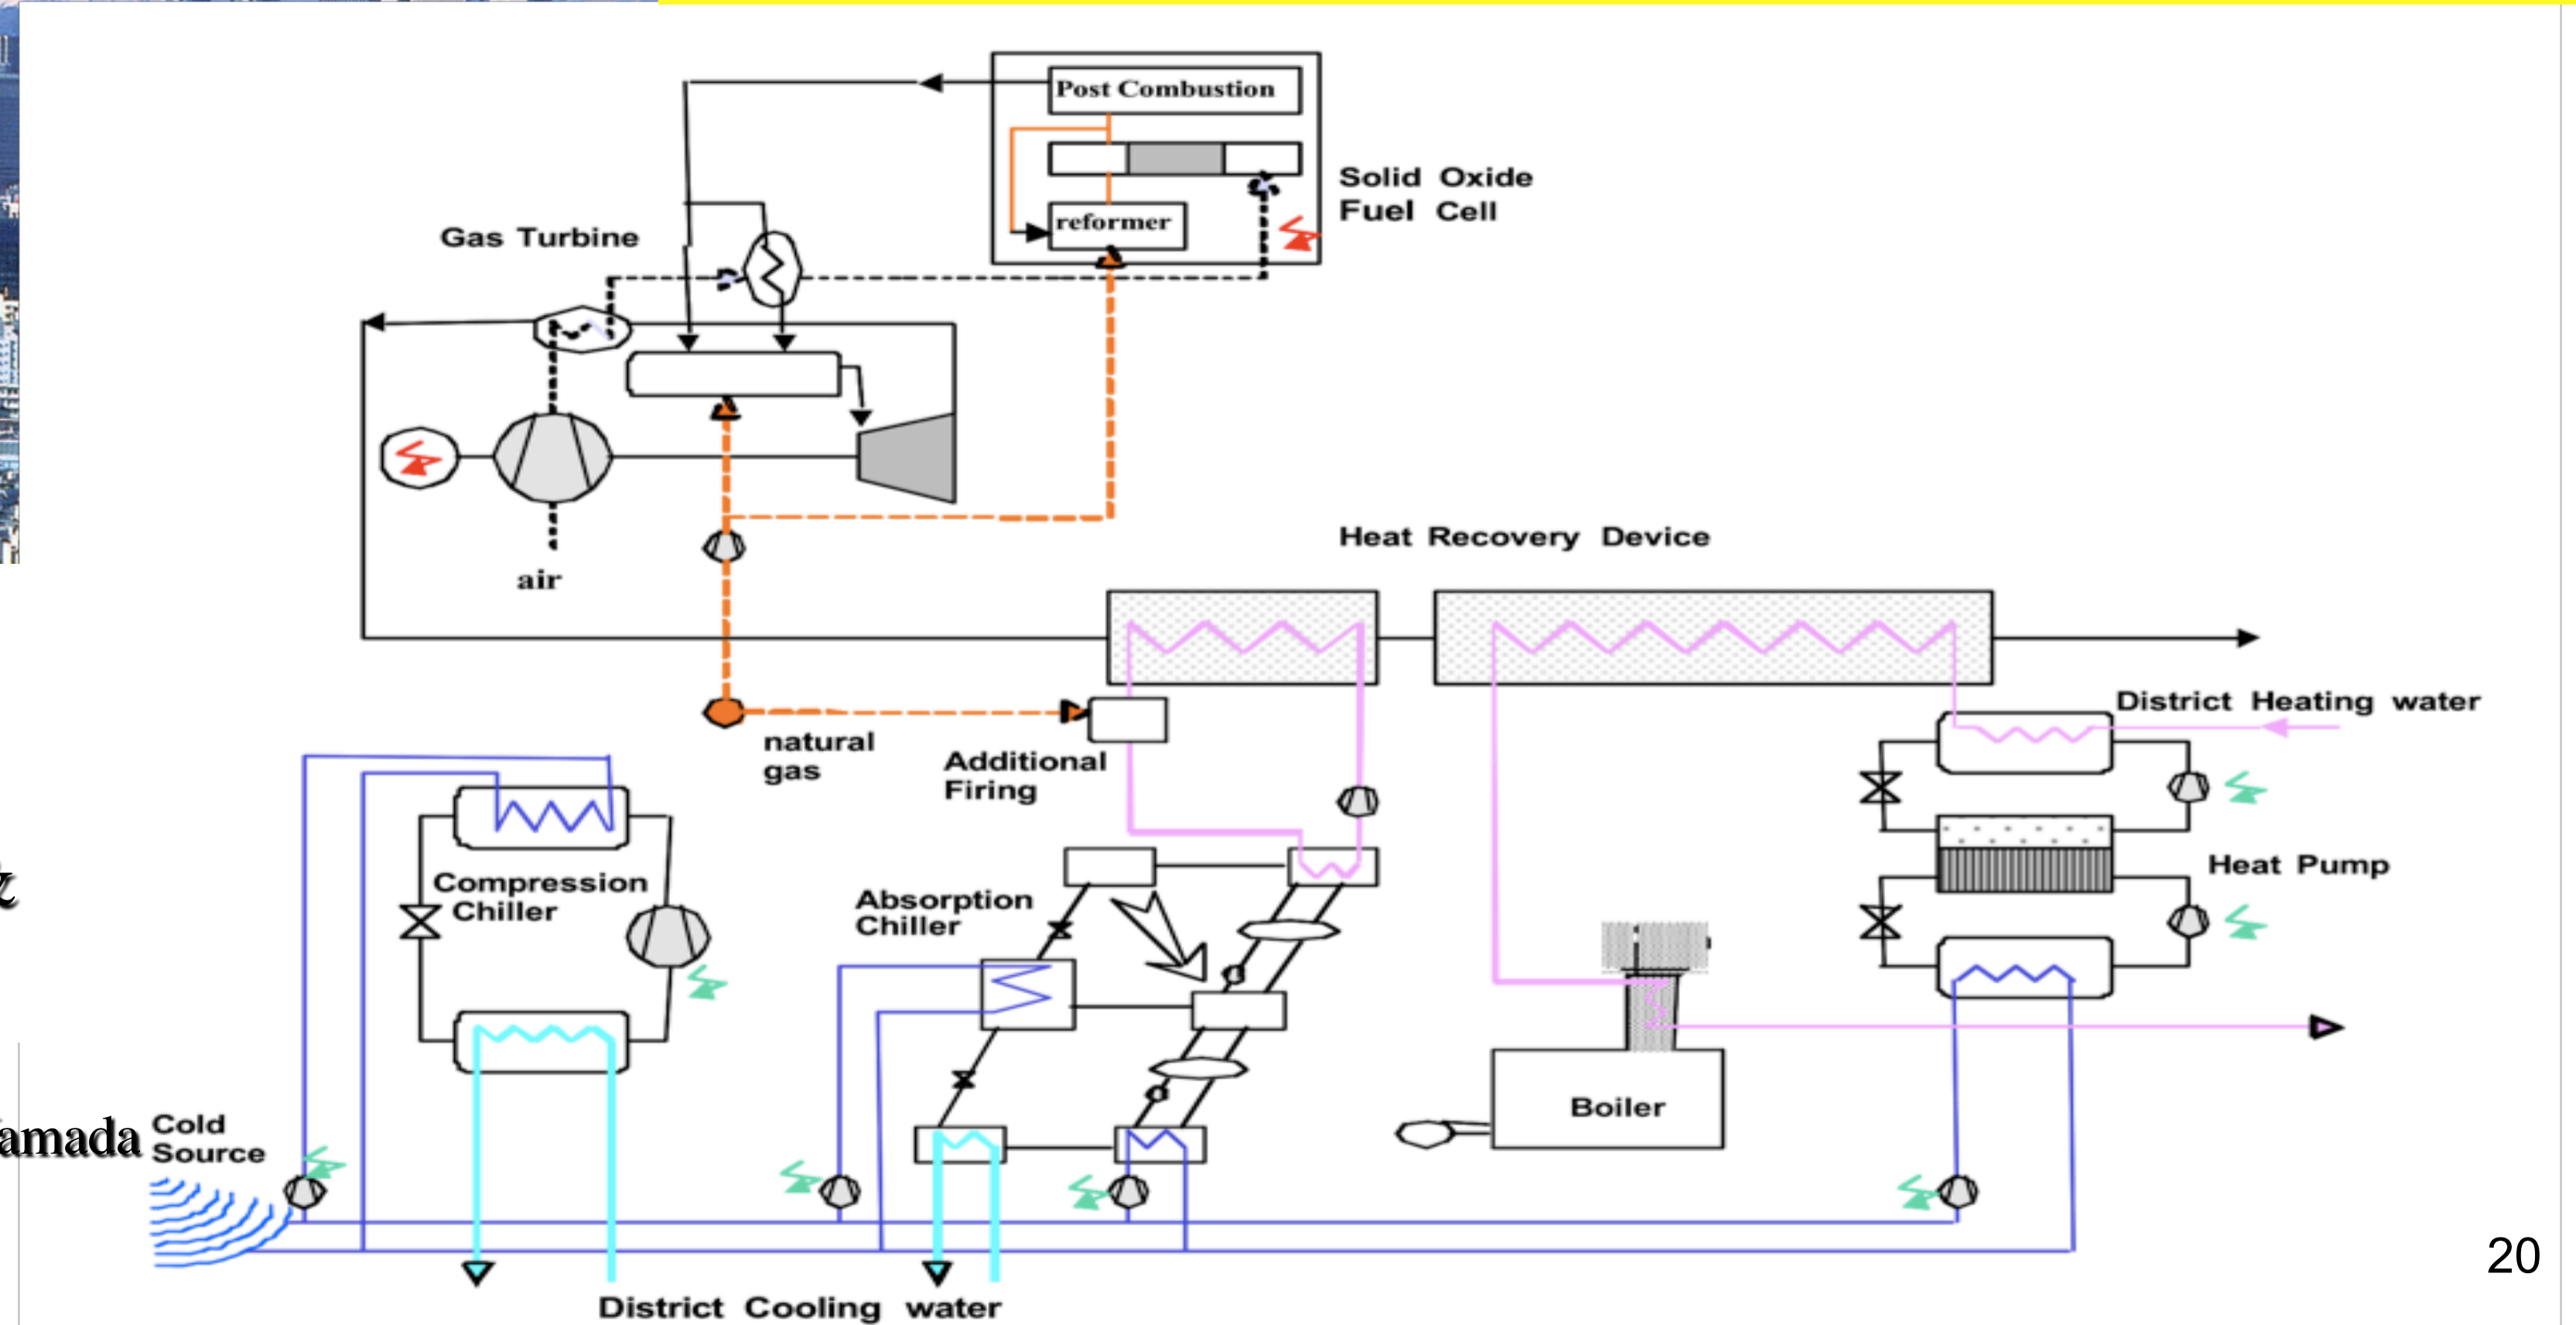 Post Combustion
Solid Oxide
Fuel Cell
reformer
Gas Turbine
air
Heat Recovery Device
District Heating water
natural
gas
Additional
Firing
Compression
Chiller
Absorption
Chiller
Heat Pump
Boiler
amada
Cold
Source
20
District Cooling water